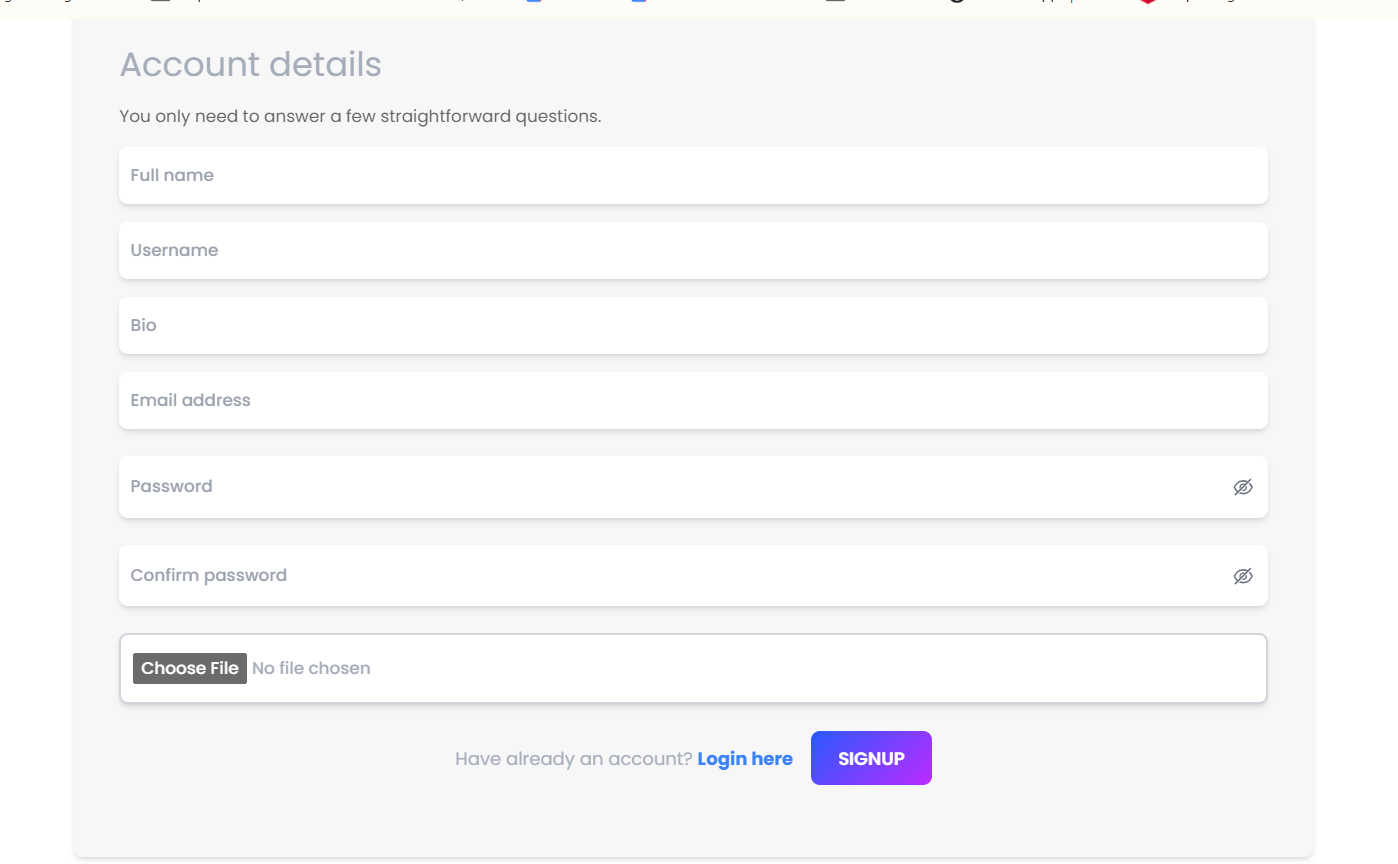 Account details
You only need to answer a few straightforward questions.
Full name
Username
Bio
Email address
Password
Confirm password
Choose File No file chosen
Have already an account? Login here SIGNUP